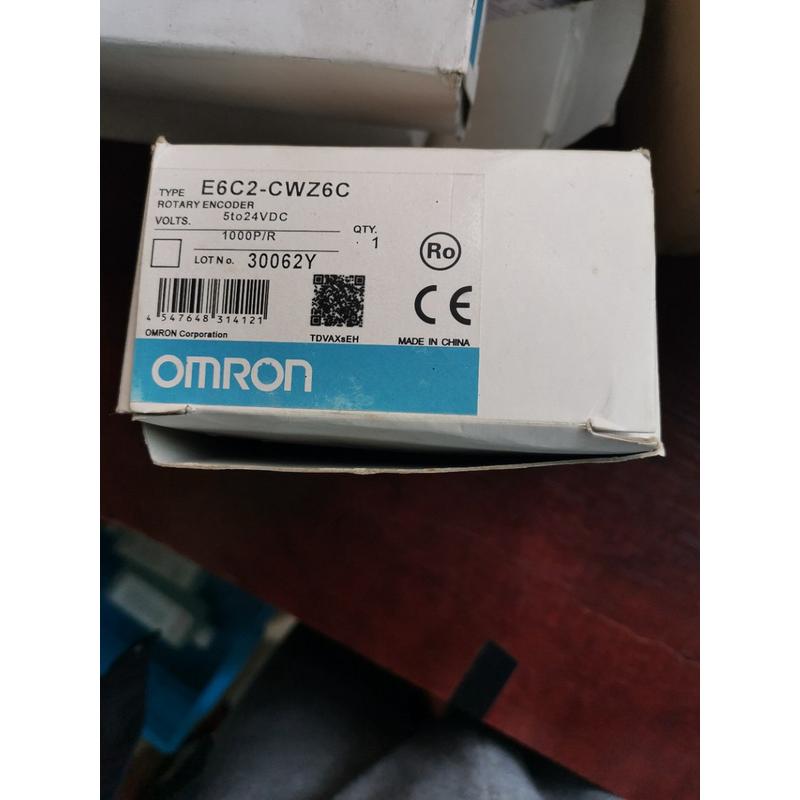 TYPE E6C2-CWZ6C
ROTARY ENCODER
VOLTS. 5to24VDC
1000P/R
QTY. 1
LOT No. 30062Y
Ro
CE
4 547648 314121
OMRON Corporation
TDVAXsEH
MADE IN CHINA
OMRON